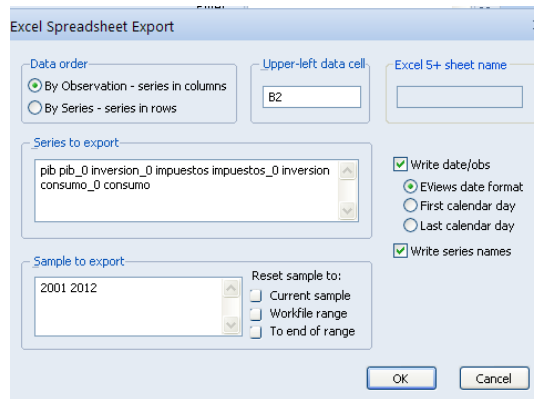 Excel Spreadsheet Export
Data order
By Observation - series in columns
By Series - series in rows
Upper-left data cell
B2
Excel 5+ sheet name
Series to export
pib pib_0 inversion_0 impuestos impuestos_0 inversion
consumo_0 consumo
Write date/obs
EViews date format
First calendar day
Last calendar day
Write series names
Sample to export
2001 2012
Reset sample to:
Current sample
Workfile range
To end of range
OK
Cancel